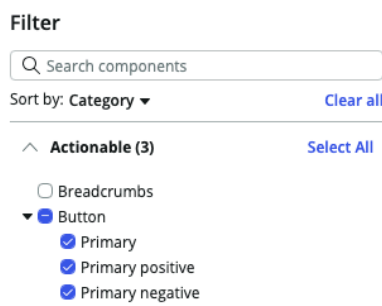 Filter
Search components
Sort by: Category Clear all
Actionable (3) Select All
Breadcrumbs
Button
Primary
Primary positive
Primary negative